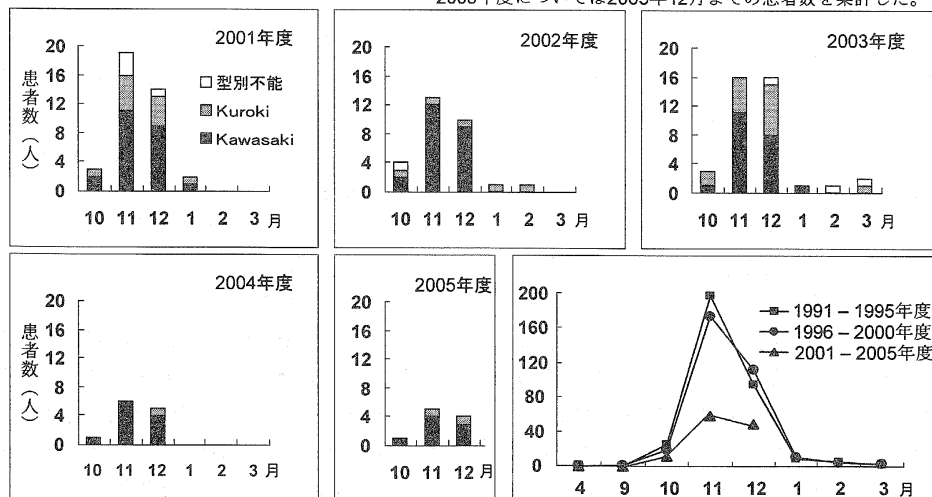 2005年度については2005年12月までの患者数を集計した。
2001年度
患者数（人）
20
16
12
8
4
0
型別不能
Kuroki
Kawasaki
10 11 12 1 2 3 月
2002年度
20
16
12
8
4
0
10 11 12 1 2 3 月
2003年度
20
16
12
8
4
0
10 11 12 1 2 3 月
2004年度
患者数（人）
20
16
12
8
4
0
10 11 12 1 2 3 月
2005年度
20
16
12
8
4
0
10 11 12 月
200
160
120
80
40
0
1991 – 1995年度
1996 – 2000年度
2001 – 2005年度
4 9 10 11 12 1 2 3 月